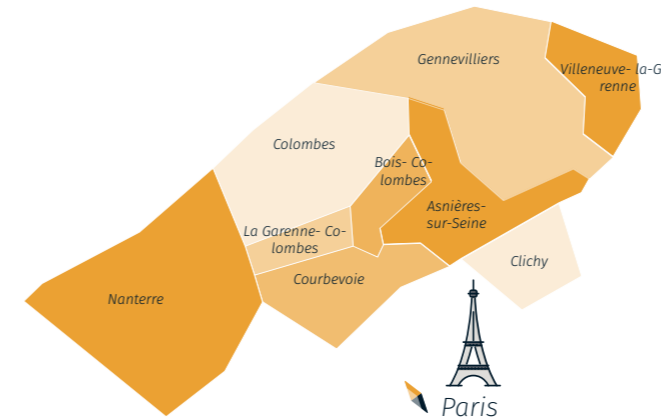 Gennevilliers
Villeneuve- la-G
renne
Colombes
Bois- Co-
lombes
Asnières-
sur-Seine
La Garenne- Co-
lombes
Clichy
Courbevoie
Nanterre
Paris